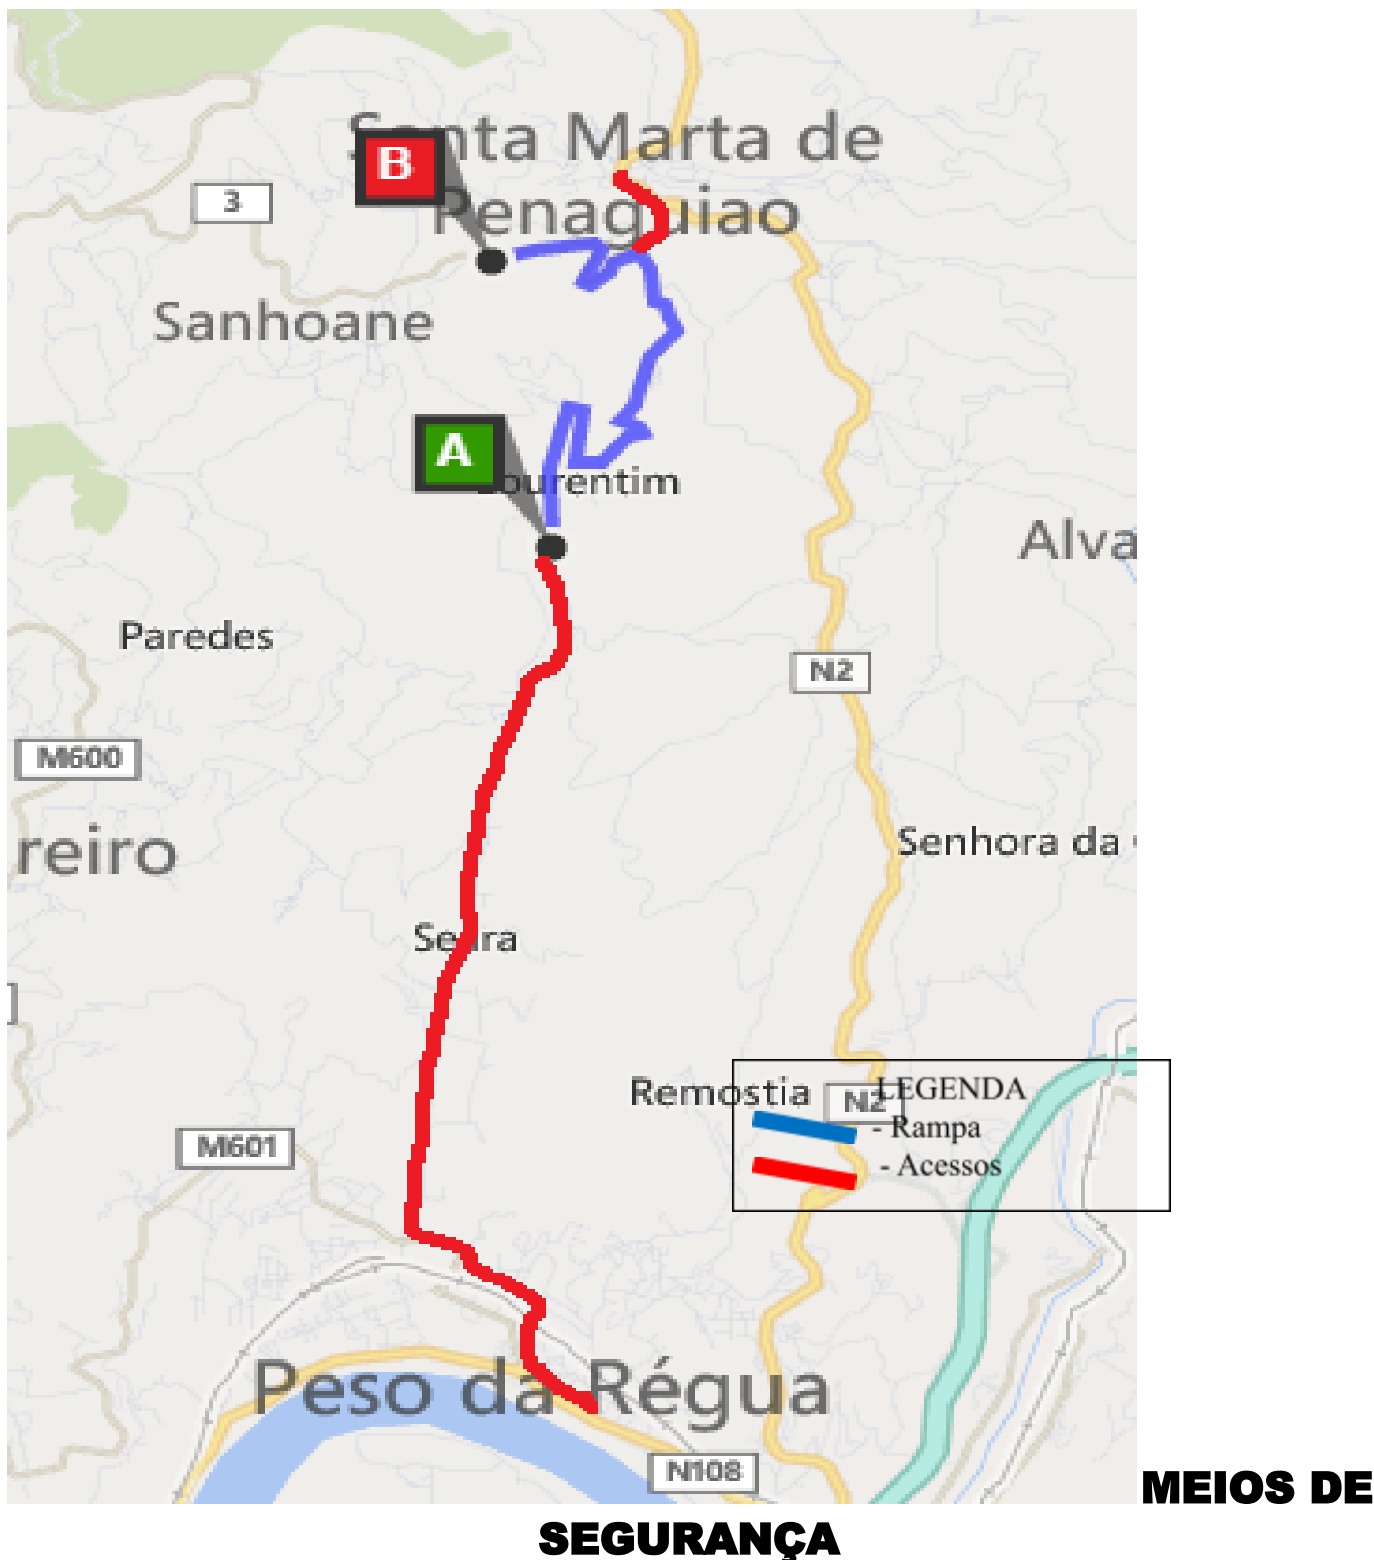 Santa Marta de
B
3
Penaguiao
Sanhoane
A
Lourentim
Alva
Paredes
N2
M600
Senhora da
reiro
Remostia
N2
LEGENDA
- Rampa
M601
- Acessos
Peso da Régua
N108
MEIOS DE
SEGURANÇA